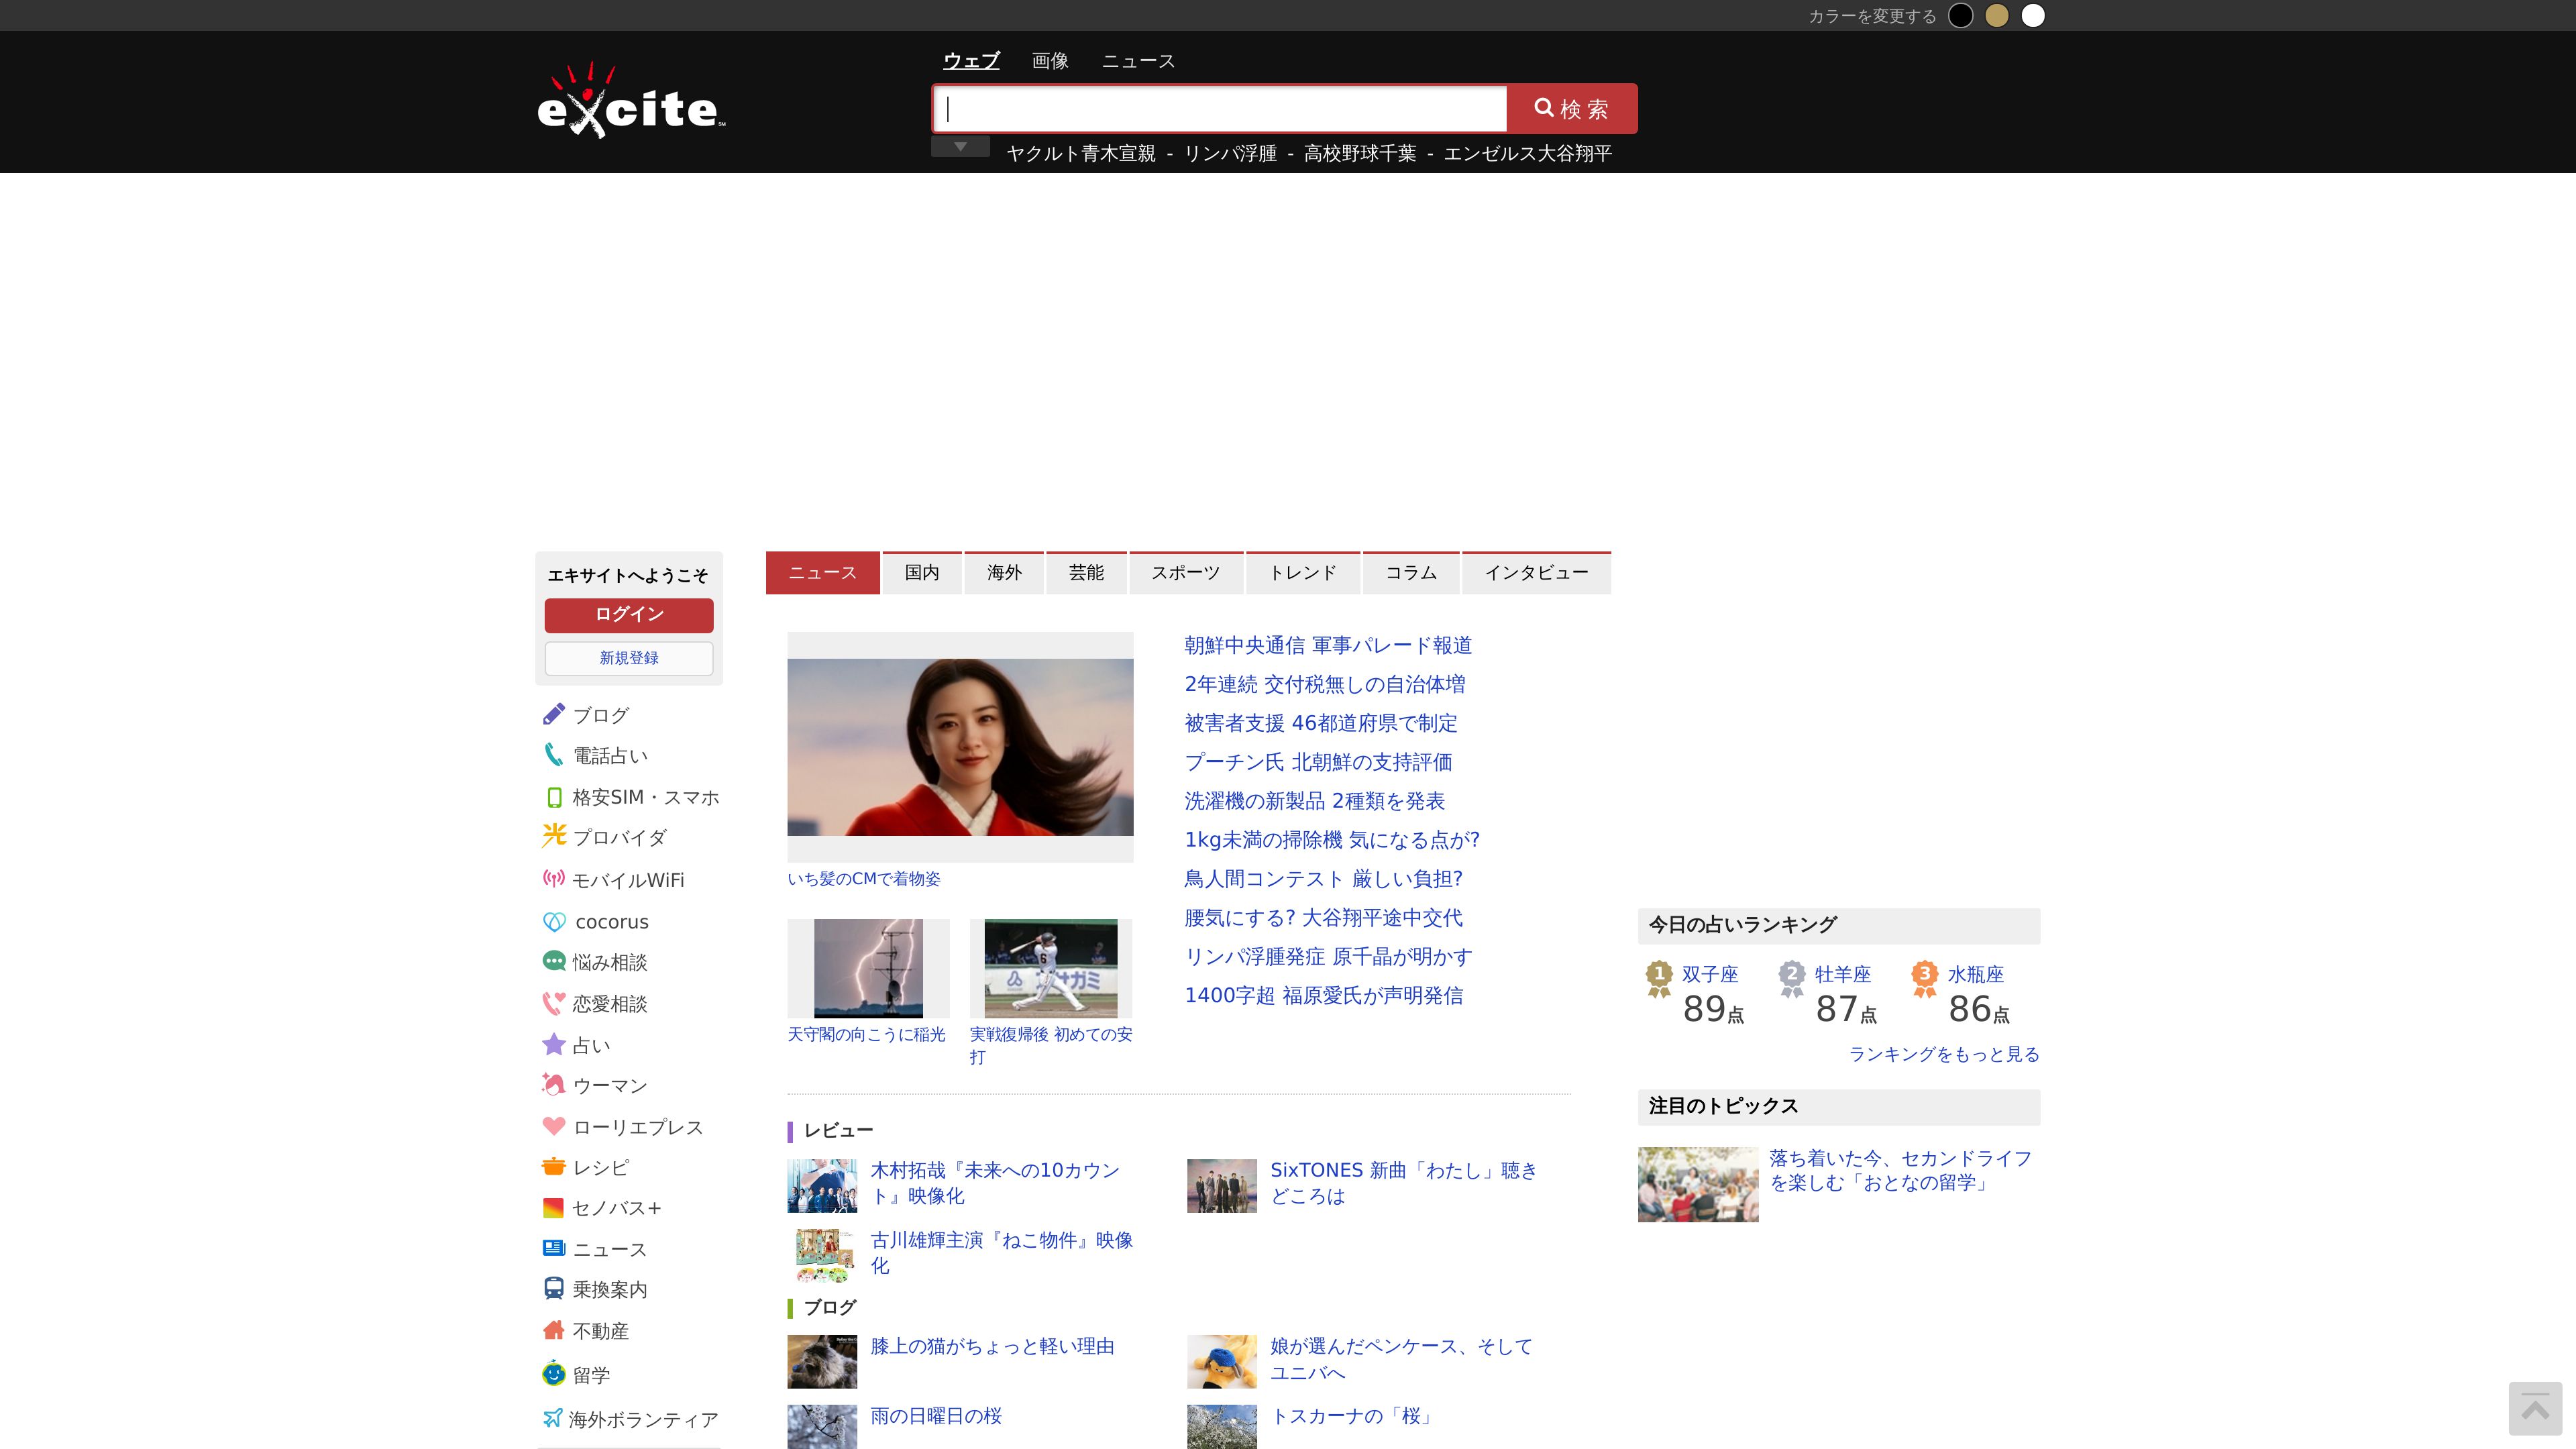 カラーを変更する
excite SM
ウェブ 画像 ニュース
検索
ヤクルト青木宣親 - リンパ浮腫 - 高校野球千葉 - エンゼルス大谷翔平
エキサイトへようこそ
ログイン
新規登録
ブログ
電話占い
格安SIM・スマホ
プロバイダ
モバイルWiFi
cocorus
悩み相談
恋愛相談
占い
ウーマン
ローリエプレス
レシピ
セノバス+
ニュース
乗換案内
不動産
留学
海外ボランティア
ニュース 国内 海外 芸能 スポーツ トレンド コラム インタビュー
いち髪のCMで着物姿
天守閣の向こうに稲光
実戦復帰後 初めての安
打
朝鮮中央通信 軍事パレード報道
2年連続 交付税無しの自治体増
被害者支援 46都道府県で制定
プーチン氏 北朝鮮の支持評価
洗濯機の新製品 2種類を発表
1kg未満の掃除機 気になる点が?
鳥人間コンテスト 厳しい負担?
腰気にする? 大谷翔平途中交代
リンパ浮腫発症 原千晶が明かす
1400字超 福原愛氏が声明発信
レビュー
木村拓哉『未来への10カウン
ト』映像化
SixTONES 新曲「わたし」聴き
どころは
古川雄輝主演『ねこ物件』映像
化
ブログ
膝上の猫がちょっと軽い理由
娘が選んだペンケース、そして
ユニバへ
雨の日曜日の桜
トスカーナの「桜」
今日の占いランキング
1 双子座 2 牡羊座 3 水瓶座
89点 87点 86点
ランキングをもっと見る
注目のトピックス
落ち着いた今、セカンドライフ
を楽しむ「おとなの留学」